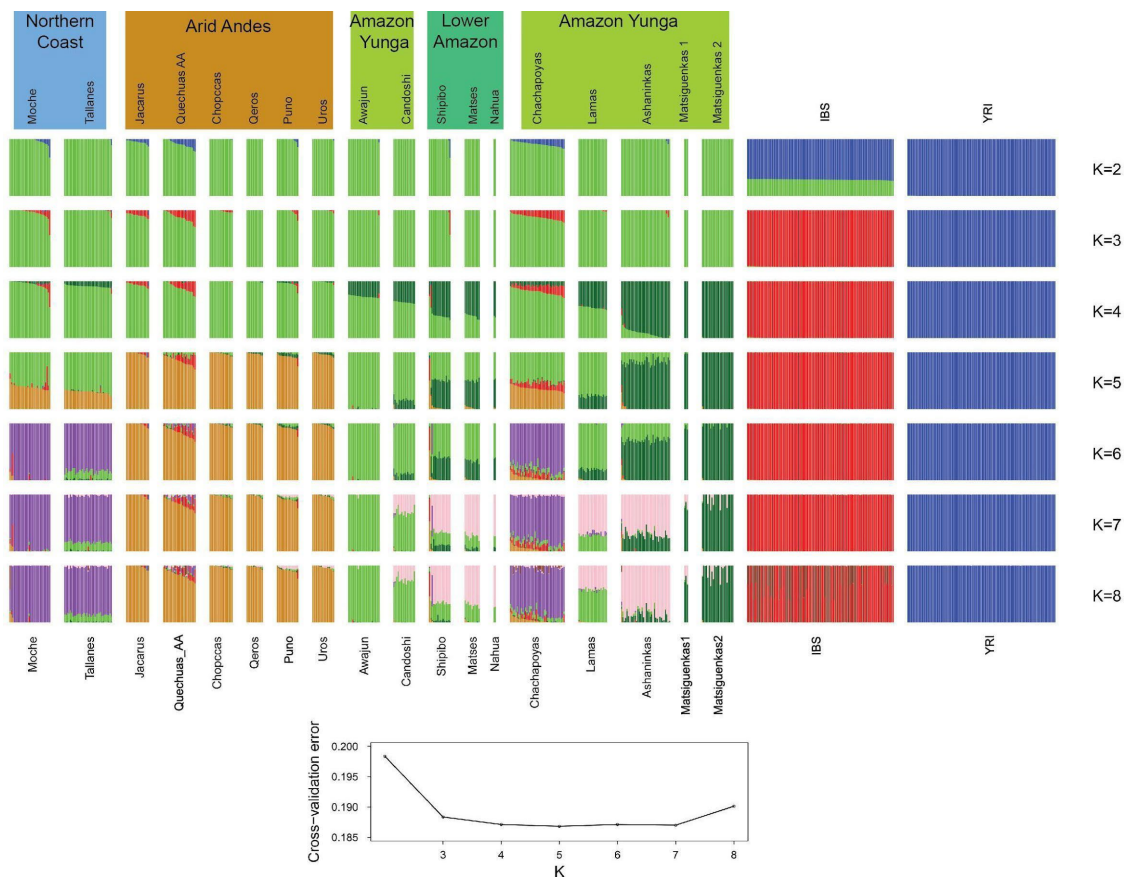 Northern
Coast
Arid Andes
Amazon
Yunga
Lower
Amazon
Amazon Yunga
Moche
Tallanes
Jacarus
Quechuas AA
Chopccas
Qeros
Puno
Uros
Awajun
Candoshi
Shipibo
Matses
Nahua
Chachapoyas
Lamas
Ashaninkas
Matsiguenkas 1
Matsiguenkas 2
IBS
YRI
K=2
K=3
K=4
K=5
K=6
K=7
K=8
Moche
Tallanes
Jacarus
Quechuas_AA
Chopccas
Qeros
Puno
Uros
Awajun
Candoshi
Shipibo
Matses
Nahua
Chachapoyas
Lamas
Ashaninkas
Matsiguenkas1
Matsiguenkas2
IBS
YRI
Cross-validation error
0.200
0.195
0.190
0.185
3 4 5 6 7 8
K